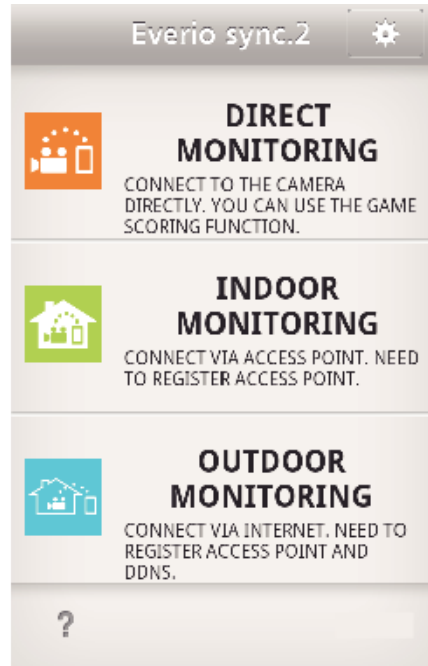 Everio sync.2
DIRECT
MONITORING
CONNECT TO THE CAMERA
DIRECTLY. YOU CAN USE THE GAME
SCORING FUNCTION.
INDOOR
MONITORING
CONNECT VIA ACCESS POINT. NEED
TO REGISTER ACCESS POINT.
OUTDOOR
MONITORING
CONNECT VIA INTERNET. NEED TO
REGISTER ACCESS POINT AND
DDNS.
?